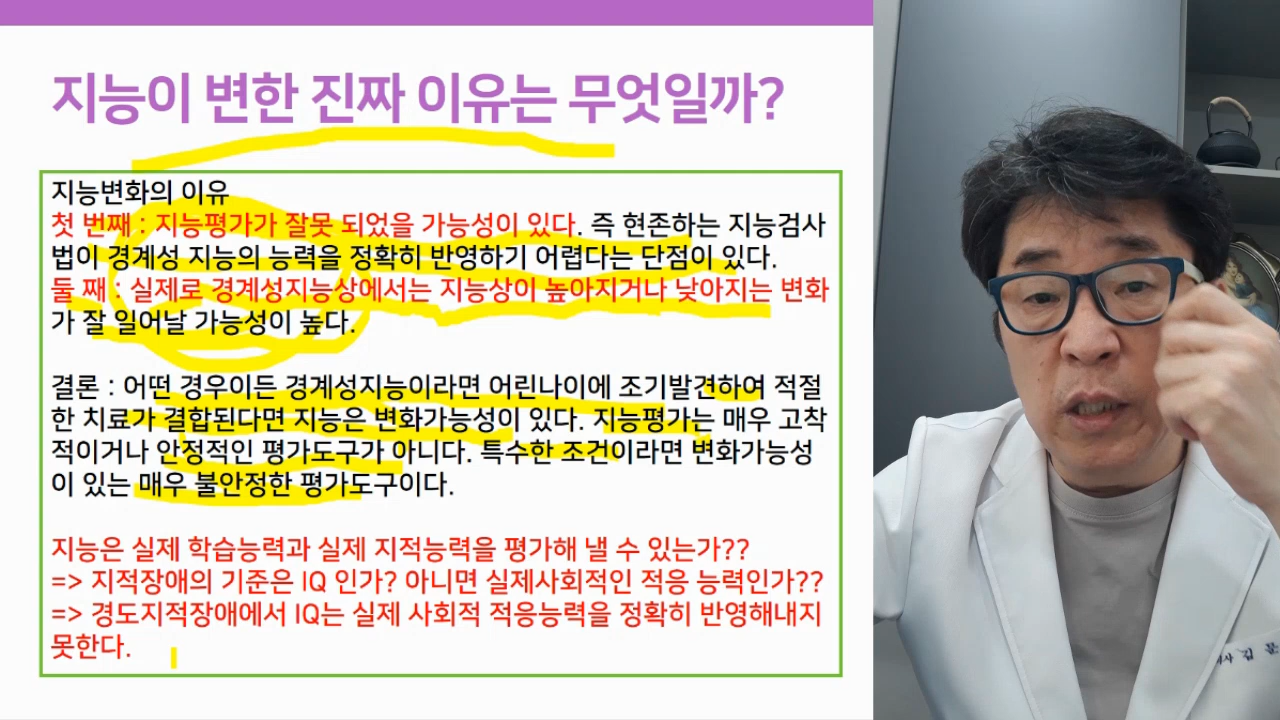 지능이 변한 진짜 이유는 무엇일까?
지능변화의 이유
첫 번째 : 지능평가가 잘못 되었을 가능성이 있다. 즉 현존하는 지능검사
법이 경계성 지능의 능력을 정확히 반영하기 어렵다는 단점이 있다.
둘 째 : 실제로 경계성지능상에서는 지능상이 높아지거나 낮아지는 변화
가 잘 일어날 가능성이 높다.
결론 : 어떤 경우이든 경계성지능이라면 어린나이에 조기발견하여 적절
한 치료가 결합된다면 지능은 변화가능성이 있다. 지능평가는 매우 고착
적이거나 안정적인 평가도구가 아니다. 특수한 조건이라면 변화가능성
이 있는 매우 불안정한 평가도구이다.
지능은 실제 학습능력과 실제 지적능력을 평가해 낼 수 있는가??
=> 지적장애의 기준은 IQ 인가? 아니면 실제사회적인 적응 능력인가??
=> 경도지적장애에서 IQ는 실제 사회적 적응능력을 정확히 반영해내지
못한다.
김 문